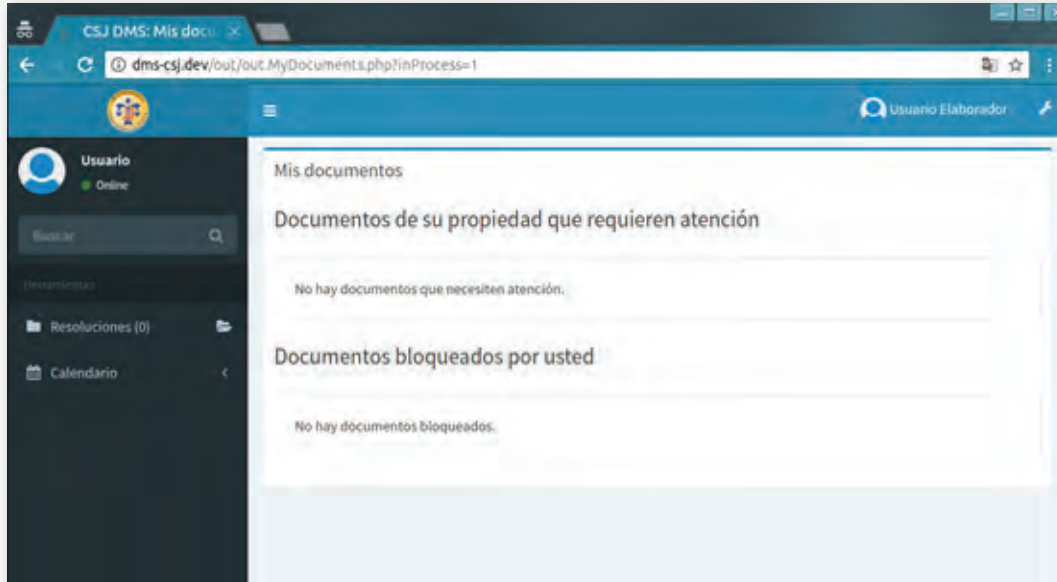 CSJ DMS: Mis docu
dms-csj.dev/out/out.MyDocuments.php?inProcess=1
Usuario Elaborador
Usuario
Online
Buscar
Herramientas
Resoluciones (0)
Calendario
Mis documentos
Documentos de su propiedad que requieren atención
No hay documentos que necesiten atención.
Documentos bloqueados por usted
No hay documentos bloqueados.